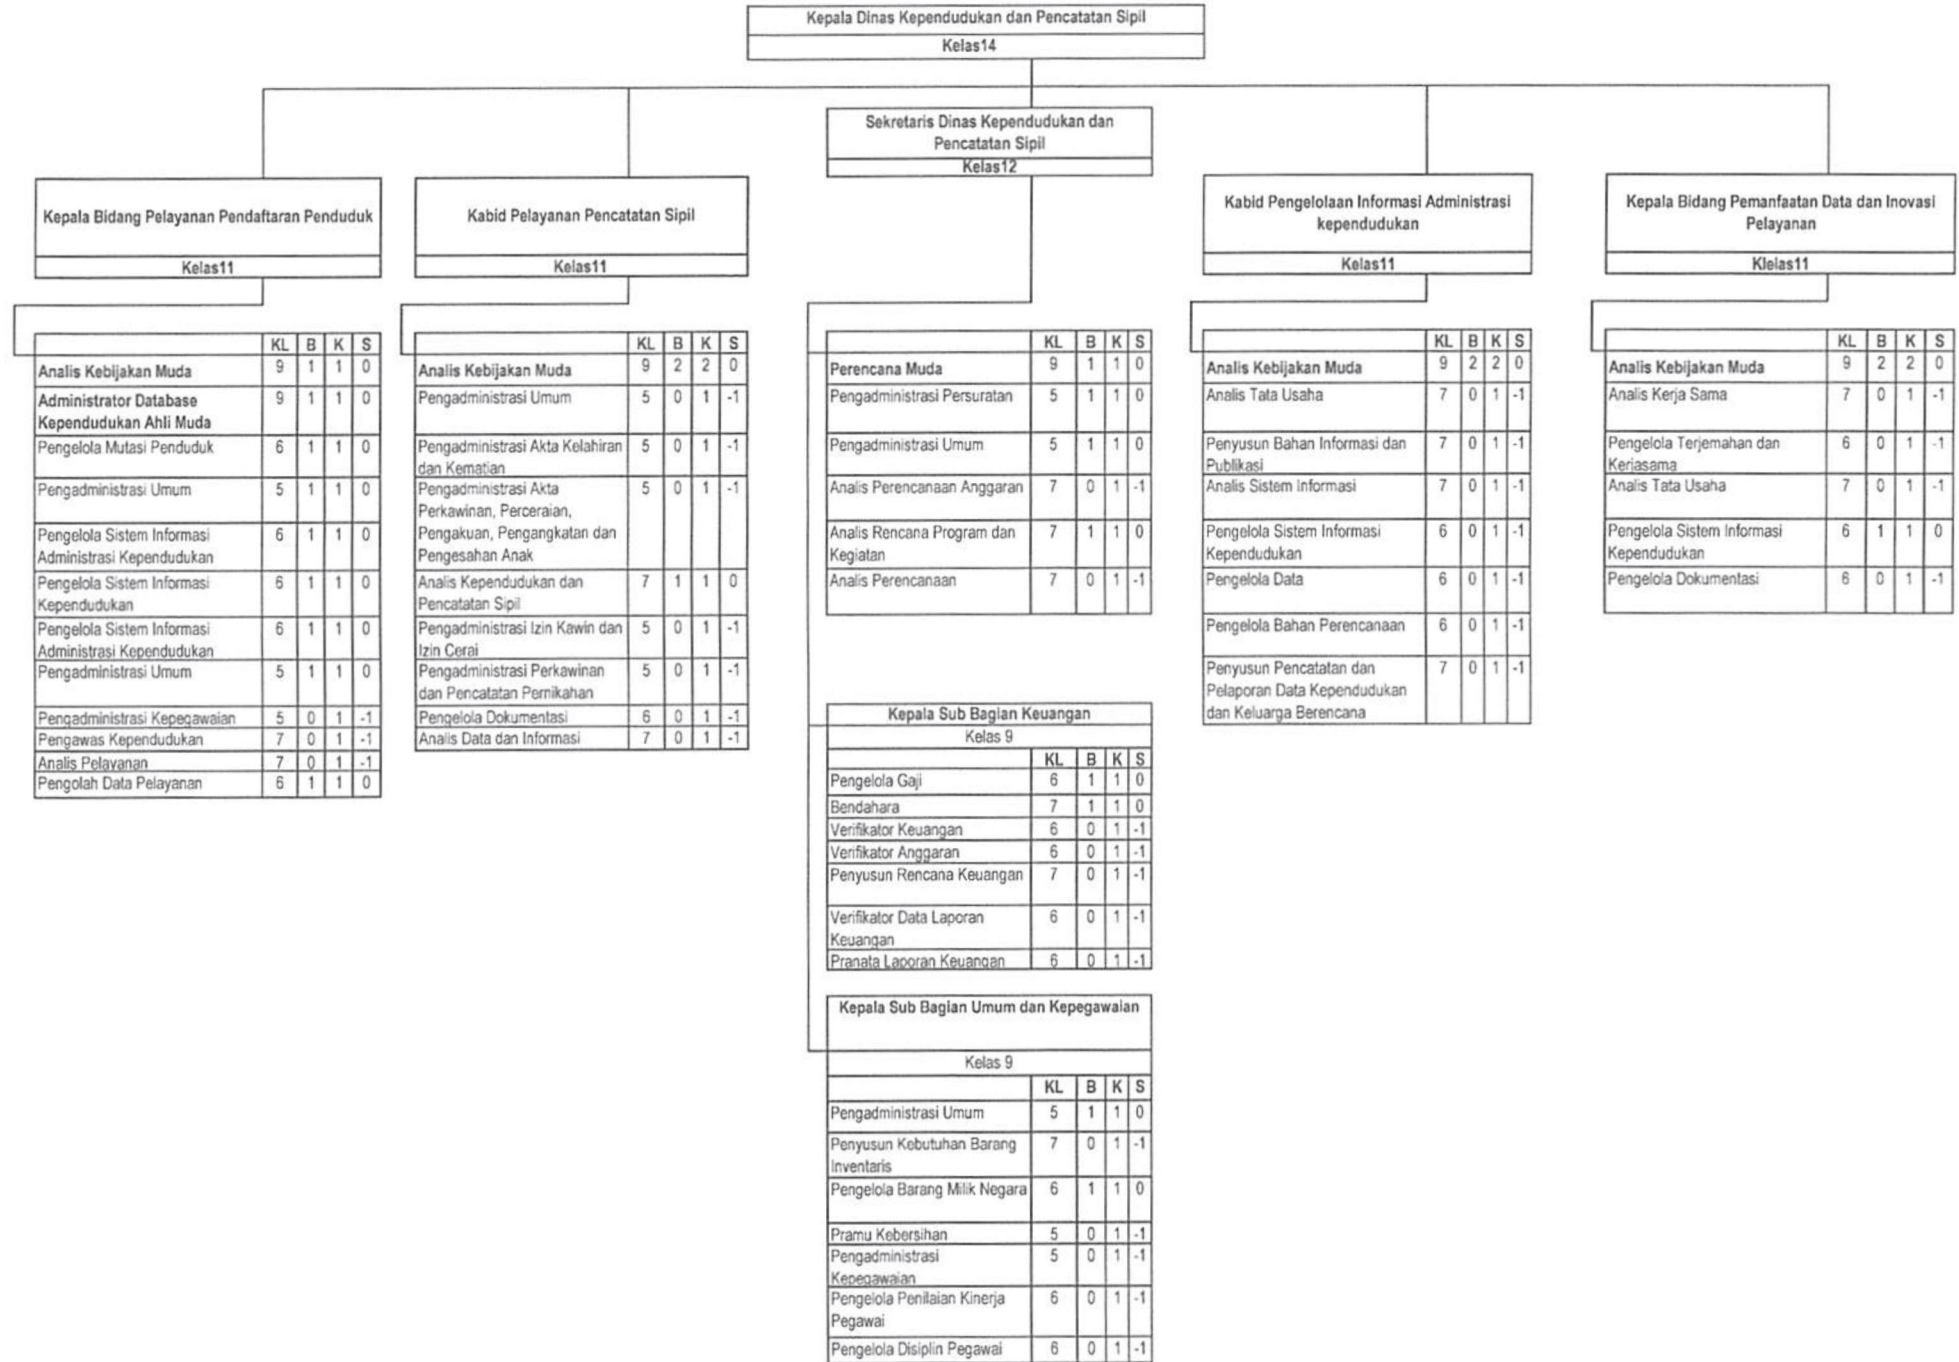 Kepala Dinas Kependudukan dan Pencatatan Sipil
Kelas14
Sekretaris Dinas Kependudukan dan
Pencatatan Sipil
Kelas12
Kepala Bidang Pelayanan Pendaftaran Penduduk
Kelas11
KL B K S
Analis Kebijakan Muda 9 1 1 0
Administrator Database 9 1 1 0
Kependudukan Ahli Muda
Pengelola Mutasi Penduduk 6 1 1 0
Pengadministrasi Umum 5 1 1 0
Pengelola Sistem Informasi 6 1 1 0
Administrasi Kependudukan
Pengelola Sistem Informasi 6 1 1 0
Kependudukan
Pengelola Sistem Informasi 6 1 1 0
Administrasi Kependudukan
Pengadministrasi Umum 5 1 1 0
Pengadministrasi Kepegawaian 5 0 1 -1
Pengawas Kependudukan 7 0 1 -1
Analis Pelayanan 7 0 1 -1
Pengolah Data Pelayanan 6 1 1 0
Kabid Pelayanan Pencatatan Sipil
Kelas11
KL B K S
Analis Kebijakan Muda 9 2 2 0
Pengadministrasi Umum 5 0 1 -1
Pengadministrasi Akta Kelahiran 5 0 1 -1
dan Kematian
Pengadministrasi Akta 5 0 1 -1
Perkawinan, Perceraian,
Pengakuan, Pengangkatan dan
Pengesahan Anak
Analis Kependudukan dan 7 1 1 0
Pencatatan Sipil
Pengadministrasi Izin Kawin dan 5 0 1 -1
Izin Cerai
Pengadministrasi Perkawinan 5 0 1 -1
dan Pencatatan Pernikahan
Pengelola Dokumentasi 6 0 1 -1
Analis Data dan Informasi 7 0 1 -1
KL B K S
Perencana Muda 9 1 1 0
Pengadministrasi Persuratan 5 1 1 0
Pengadministrasi Umum 5 1 1 0
Analis Perencanaan Anggaran 7 0 1 -1
Analis Rencana Program dan 7 1 1 0
Kegiatan
Analis Perencanaan 7 0 1 -1
Kepala Sub Bagian Keuangan
Kelas 9
KL B K S
Pengelola Gaji 6 1 1 0
Bendahara 7 1 1 0
Verifikator Keuangan 6 0 1 -1
Verifikator Anggaran 6 0 1 -1
Penyusun Rencana Keuangan 7 0 1 -1
Verifikator Data Laporan 6 0 1 -1
Keuangan
Pranata Laporan Keuangan 6 0 1 -1
Kepala Sub Bagian Umum dan Kepegawaian
Kelas 9
KL B K S
Pengadministrasi Umum 5 1 1 0
Penyusun Kebutuhan Barang 7 0 1 -1
Inventaris
Pengelola Barang Milik Negara 6 1 1 0
Pramu Kebersihan 5 0 1 -1
Pengadministrasi 5 0 1 -1
Kepegawaian
Pengelola Penilaian Kinerja 6 0 1 -1
Pegawai
Pengelola Disiplin Pegawai 6 0 1 -1
Kabid Pengelolaan Informasi Administrasi
kependudukan
Kelas11
KL B K S
Analis Kebijakan Muda 9 2 2 0
Analis Tata Usaha 7 0 1 -1
Penyusun Bahan Informasi dan 7 0 1 -1
Publikasi
Analis Sistem Informasi 7 0 1 -1
Pengelola Sistem Informasi 6 0 1 -1
Kependudukan
Pengelola Data 6 0 1 -1
Pengelola Bahan Perencanaan 6 0 1 -1
Penyusun Pencatatan dan 7 0 1 -1
Pelaporan Data Kependudukan
dan Keluarga Berencana
Kepala Bidang Pemanfaatan Data dan Inovasi
Pelayanan
Klelas11
KL B K S
Analis Kebijakan Muda 9 2 2 0
Analis Kerja Sama 7 0 1 -1
Pengelola Terjemahan dan 6 0 1 -1
Kerjasama
Analis Tata Usaha 7 0 1 -1
Pengelola Sistem Informasi 6 1 1 0
Kependudukan
Pengelola Dokumentasi 6 0 1 -1